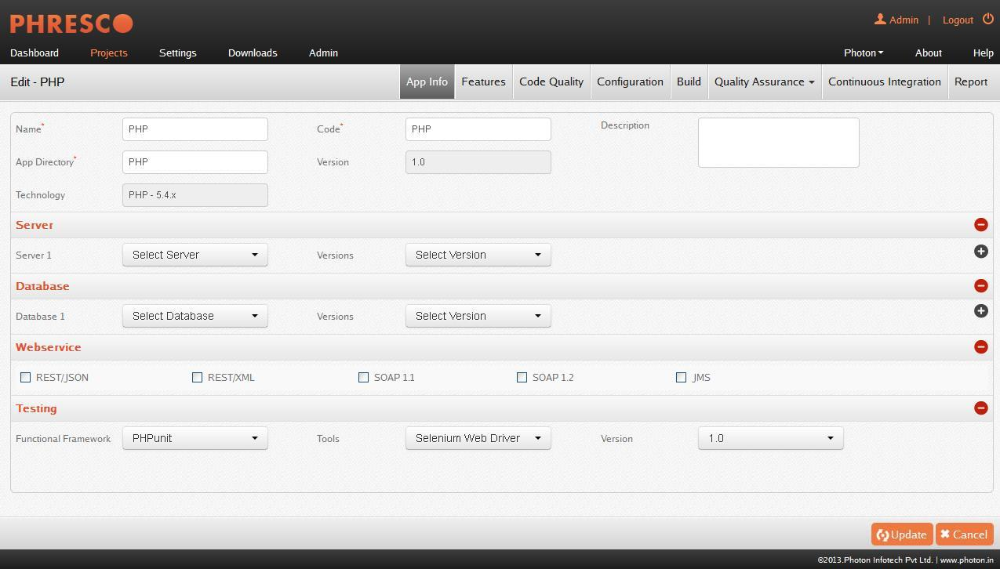 PHRESCO
Admin | Logout
Dashboard Projects Settings Downloads Admin Photon About Help
Edit - PHP App Info Features Code Quality Configuration Build Quality Assurance Continuous Integration Report
Name* PHP Code* PHP Description
App Directory* PHP Version 1.0
Technology PHP - 5.4.x
Server
Server 1 Select Server Versions Select Version
Database
Database 1 Select Database Versions Select Version
Webservice
REST/JSON REST/XML SOAP 1.1 SOAP 1.2 JMS
Testing
Functional Framework PHPunit Tools Selenium Web Driver Version 1.0
Update Cancel
©2013.Photon Infotech Pvt Ltd. | www.photon.in